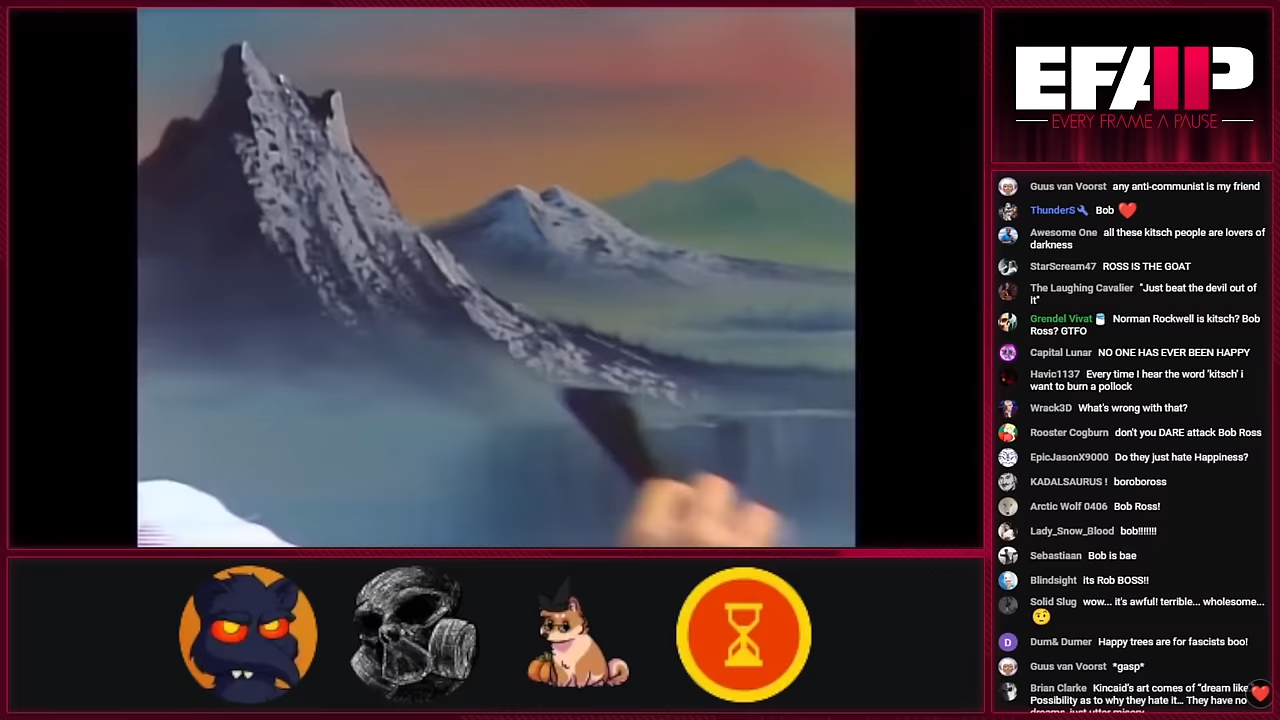 EFAP
EVERY FRAME A PAUSE
Guus van Voorst any anti-communist is my friend
ThunderS Bob
Awesome One all these kitsch people are lovers of
darkness
StarScream47 ROSS IS THE GOAT
The Laughing Cavalier "Just beat the devil out of
it"
Grendel Vivat Norman Rockwell is kitsch? Bob
Ross? GTFO
Capital Lunar NO ONE HAS EVER BEEN HAPPY
Havic1137 Every time I hear the word 'kitsch' i
want to burn a pollock
Wrack3D What's wrong with that?
Rooster Cogburn don't you DARE attack Bob Ross
EpicJasonX9000 Do they just hate Happiness?
KADALSAURUS ! boroboross
Arctic Wolf 0406 Bob Ross!
Lady_Snow_Blood bob!!!!!!!
Sebastiaan Bob is bae
Blindsight its Rob BOSS!!
Solid Slug wow... it's awful! terrible... wholesome...
D Dum& Dumer Happy trees are for fascists boo!
Guus van Voorst *gasp*
Brian Clarke Kincaid's art comes of "dream like
Possibility as to why they hate it... They have no
dreams, just utter misery